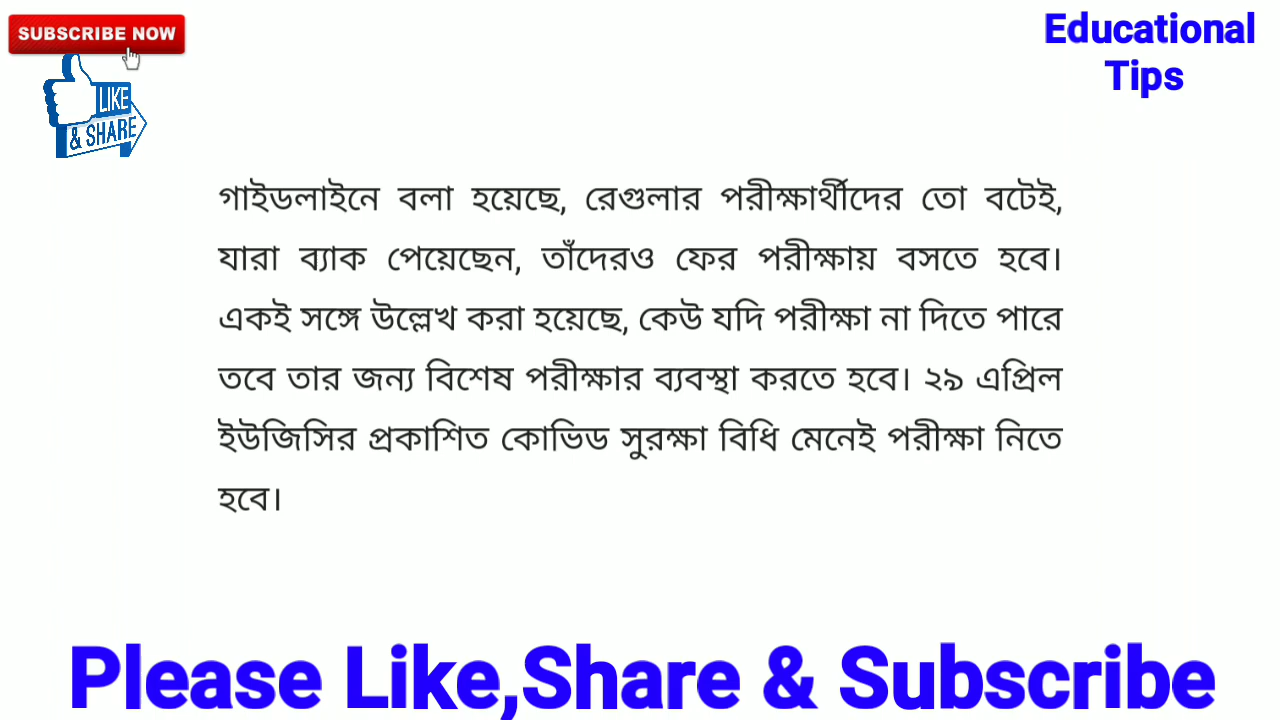 SUBSCRIBE NOW
LIKE
& SHARE
Educational
Tips
গাইডলাইনে বলা হয়েছে, রেগুলার পরীক্ষার্থীদের তো বটেই,
যারা ব্যাক পেয়েছেন, তাঁদেরও ফের পরীক্ষায় বসতে হবে।
একই সঙ্গে উল্লেখ করা হয়েছে, কেউ যদি পরীক্ষা না দিতে পারে
তবে তার জন্য বিশেষ পরীক্ষার ব্যবস্থা করতে হবে। ২৯ এপ্রিল
ইউজিসির প্রকাশিত কোভিড সুরক্ষা বিধি মেনেই পরীক্ষা নিতে
হবে।
Please Like,Share & Subscribe